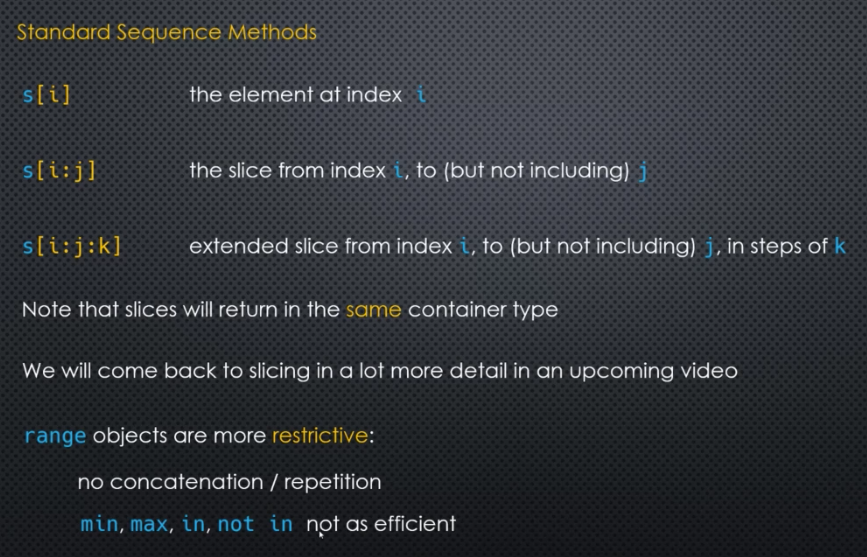 Standard Sequence Methods
s[i] the element at index i
s[i:j] the slice from index i, to (but not including) j
s[i:j:k] extended slice from index i, to (but not including) j, in steps of k
Note that slices will return in the same container type
We will come back to slicing in a lot more detail in an upcoming video
range objects are more restrictive:
no concatenation / repetition
min, max, in, not in not as efficient